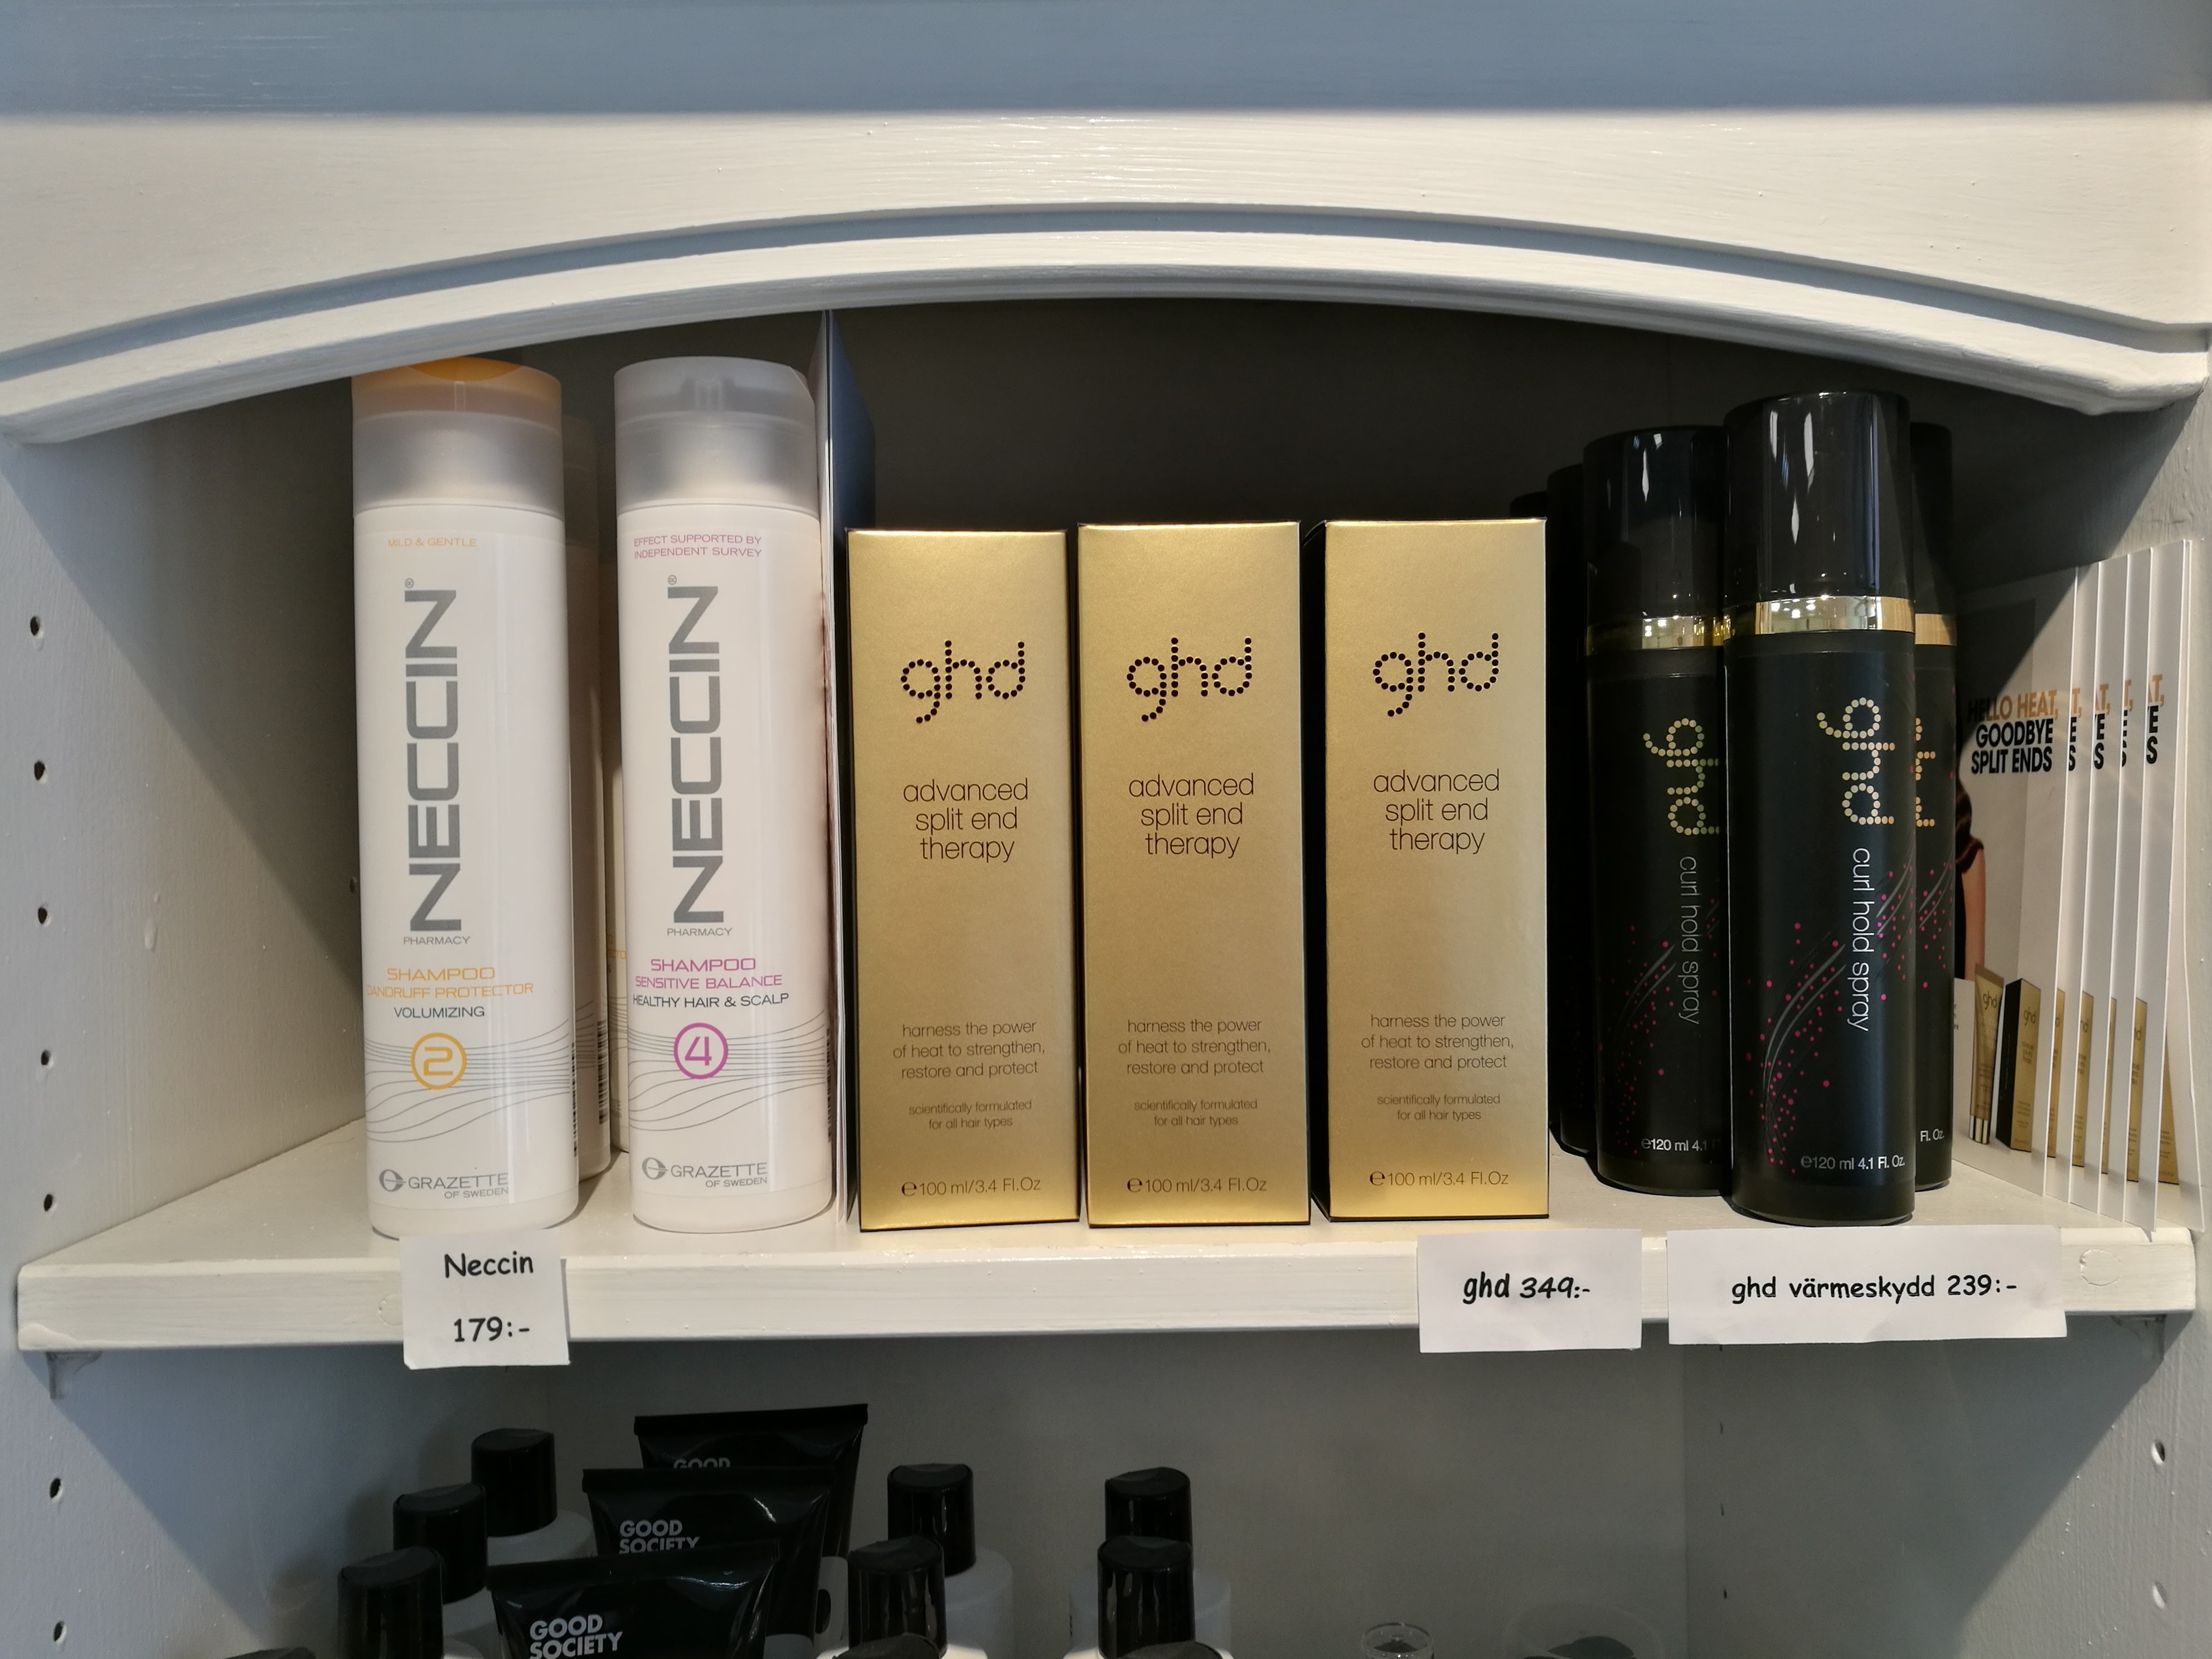 MILD & GENTLE
NECCIN®
PHARMACY
SHAMPOO
DANDRUFF PROTECTOR
VOLUMIZING
2
GRAZETTE
OF SWEDEN
EFFECT SUPPORTED BY
INDEPENDENT SURVEY
NECCIN®
PHARMACY
SHAMPOO
SENSITIVE BALANCE
HEALTHY HAIR & SCALP
4
GRAZETTE
OF SWEDEN
ghd
advanced
split end
therapy
harness the power
of heat to strengthen,
restore and protect
scientifically formulated
for all hair types
℮100 ml/3.4 Fl.Oz
ghd
advanced
split end
therapy
harness the power
of heat to strengthen,
restore and protect
scientifically formulated
for all hair types
℮100 ml/3.4 Fl.Oz
ghd
advanced
split end
therapy
harness the power
of heat to strengthen,
restore and protect
scientifically formulated
for all hair types
℮100 ml/3.4 Fl.Oz
ghd
curl hold spray
℮120 ml 4.1
ghd
curl hold spray
℮120 ml 4.1 Fl. Oz.
Fl. Oz.
HELLO HEAT,
GOODBYE
SPLIT ENDS
ghd
ghd
Neccin
179:-
ghd 349:-
ghd värmeskydd 239:-
GOOD
GOOD
SOCIETY
GOOD
SOCIETY